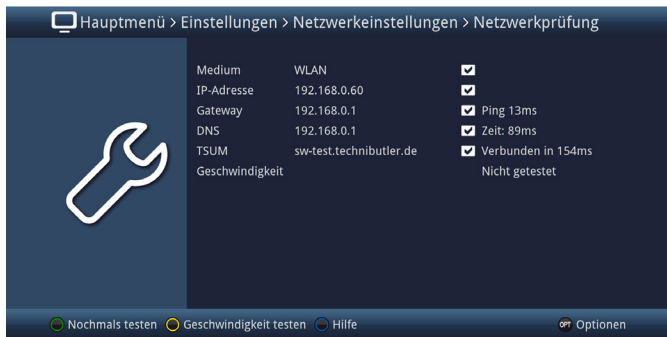 Hauptmenü > Einstellungen > Netzwerkeinstellungen > Netzwerkprüfung
Medium WLAN
IP-Adresse 192.168.0.60
Gateway 192.168.0.1 Ping 13ms
DNS 192.168.0.1 Zeit: 89ms
TSUM sw-test.technibutler.de Verbunden in 154ms
Geschwindigkeit Nicht getestet
Nochmals testen Geschwindigkeit testen Hilfe OPT Optionen